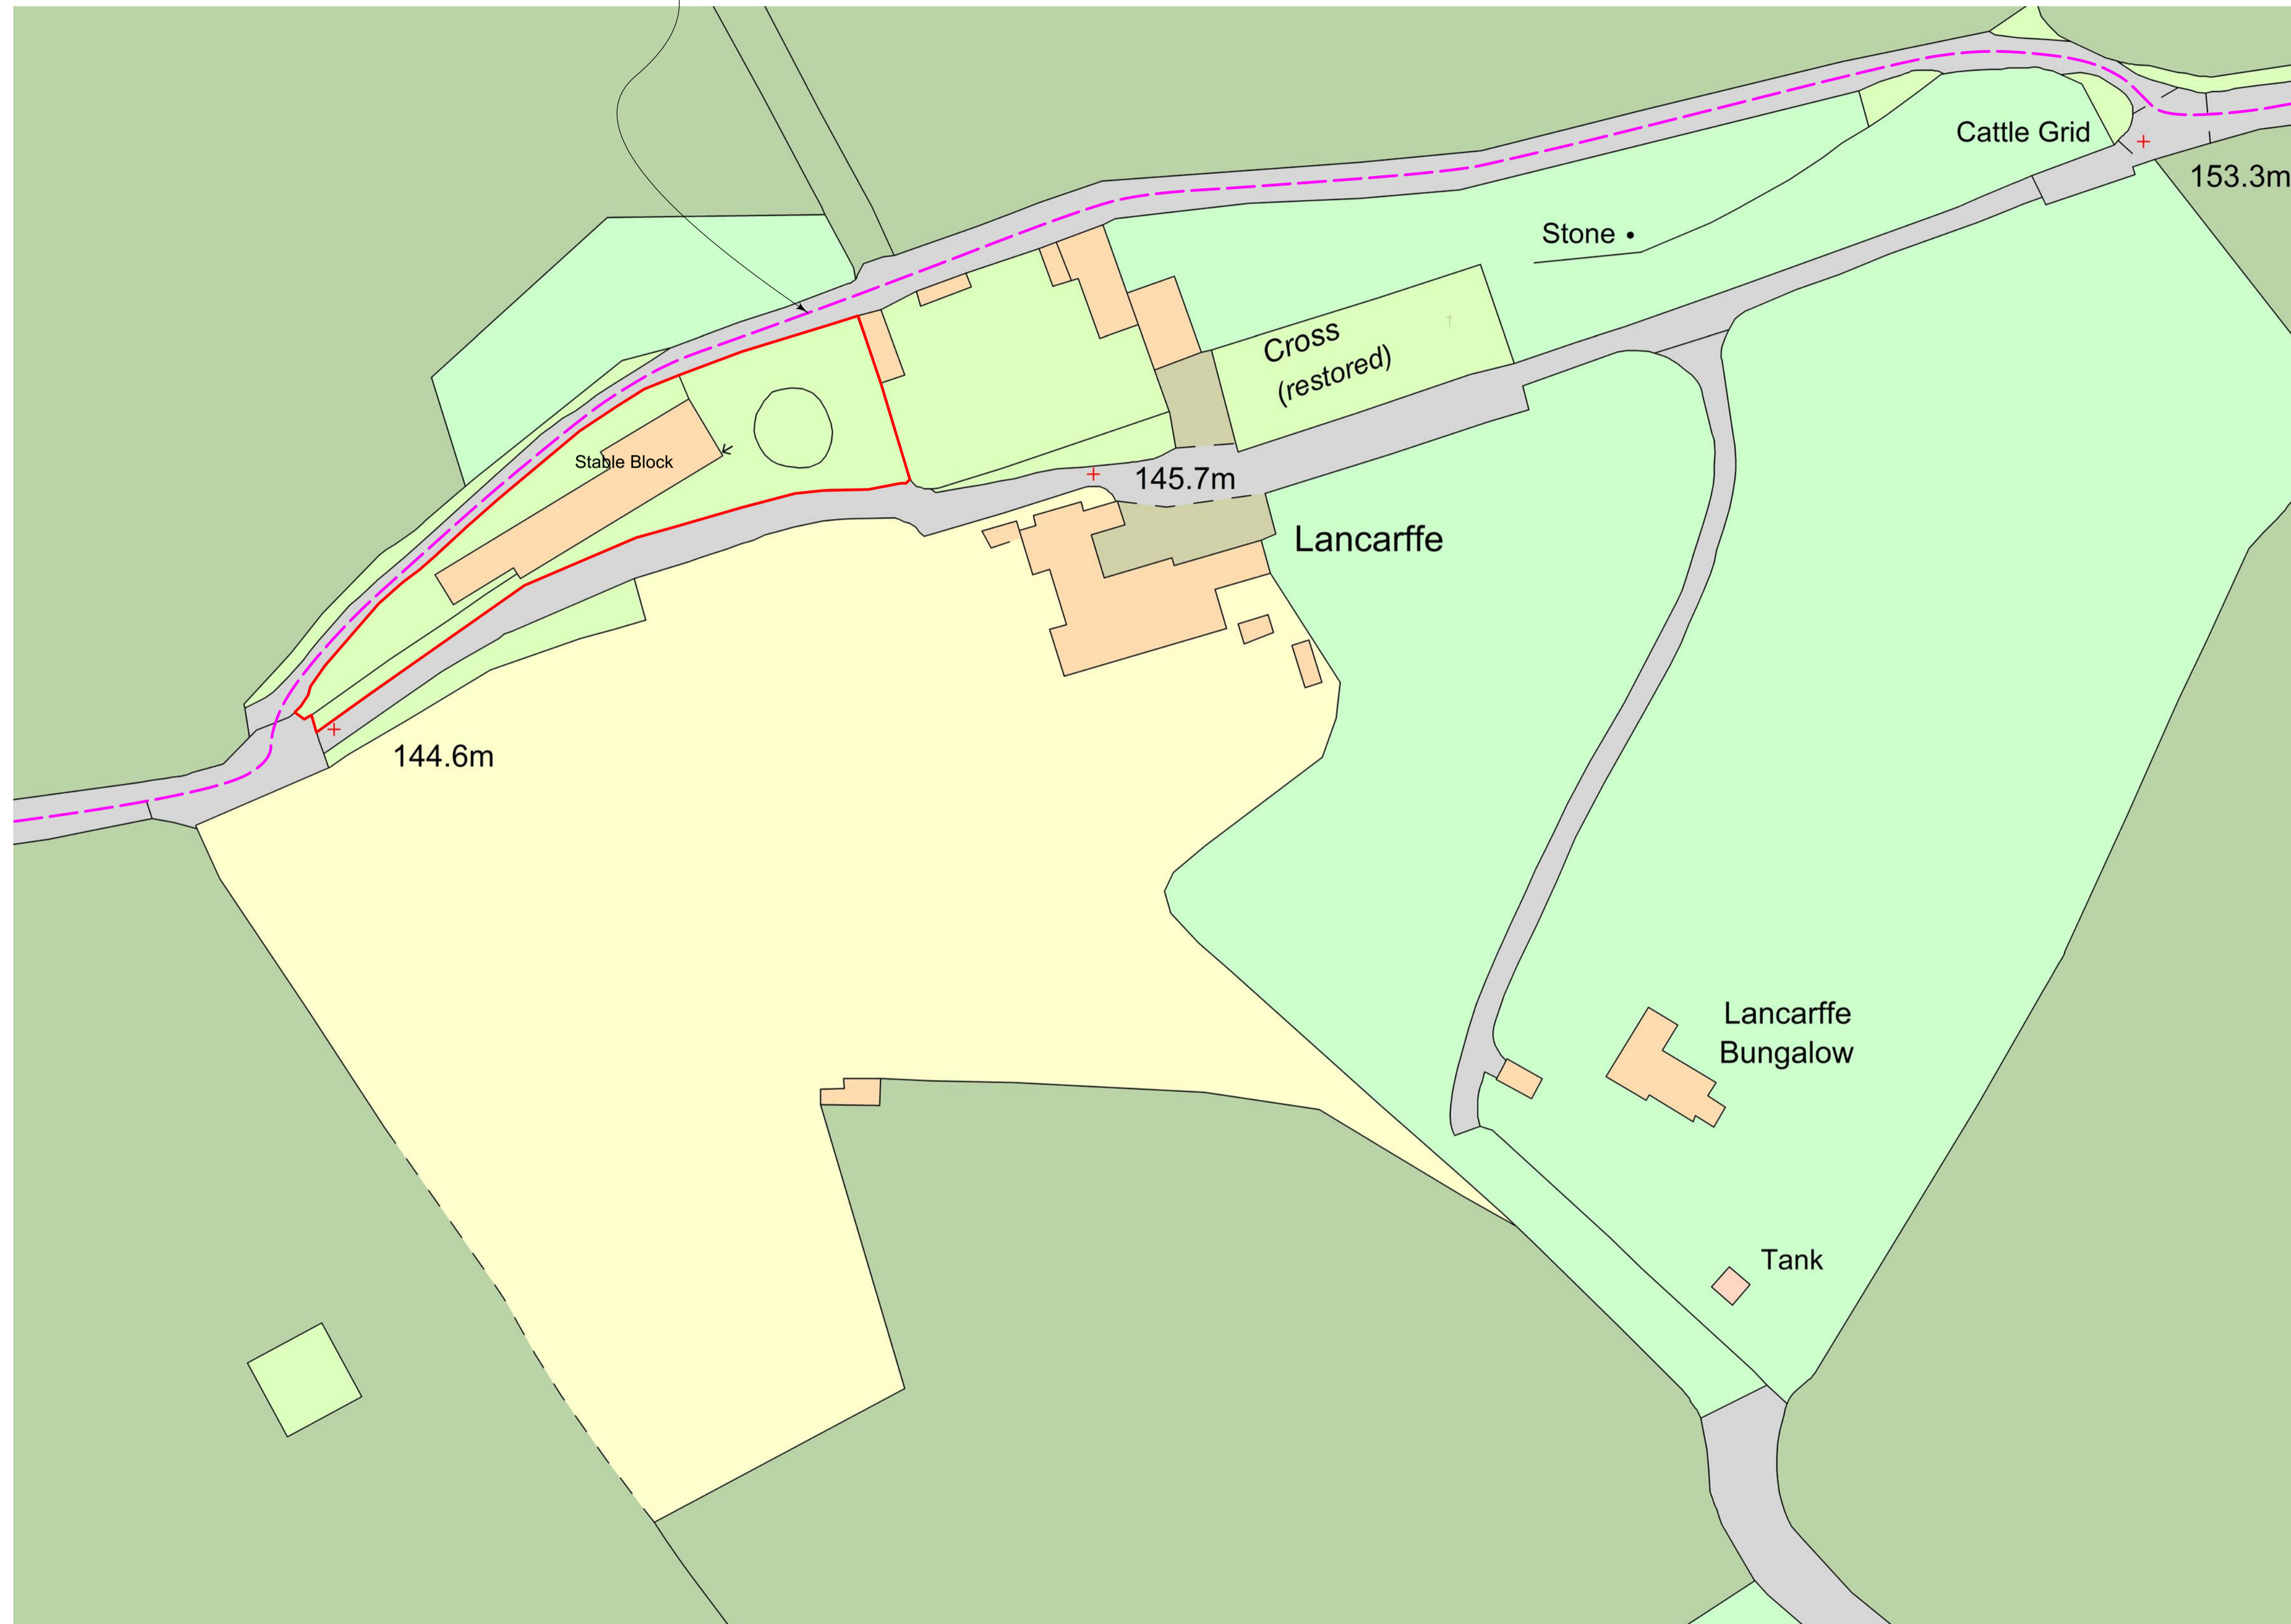 Cattle Grid
153.3m
Stone
Cross
(restored)
Stable Block
145.7m
Lancarffe
144.6m
Lancarffe
Bungalow
Tank